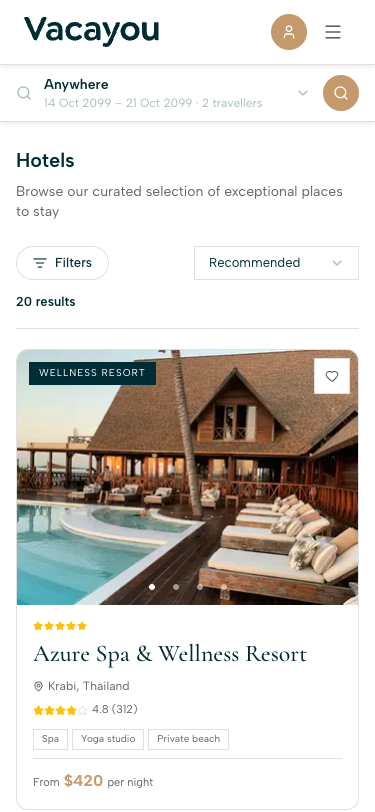 Vacayou
Anywhere
14 Oct 2099 – 21 Oct 2099 · 2 travellers
Hotels
Browse our curated selection of exceptional places
to stay
Filters
Recommended
20 results
WELLNESS RESORT
Azure Spa & Wellness Resort
Krabi, Thailand
4.8 (312)
Spa
Yoga studio
Private beach
From $420 per night